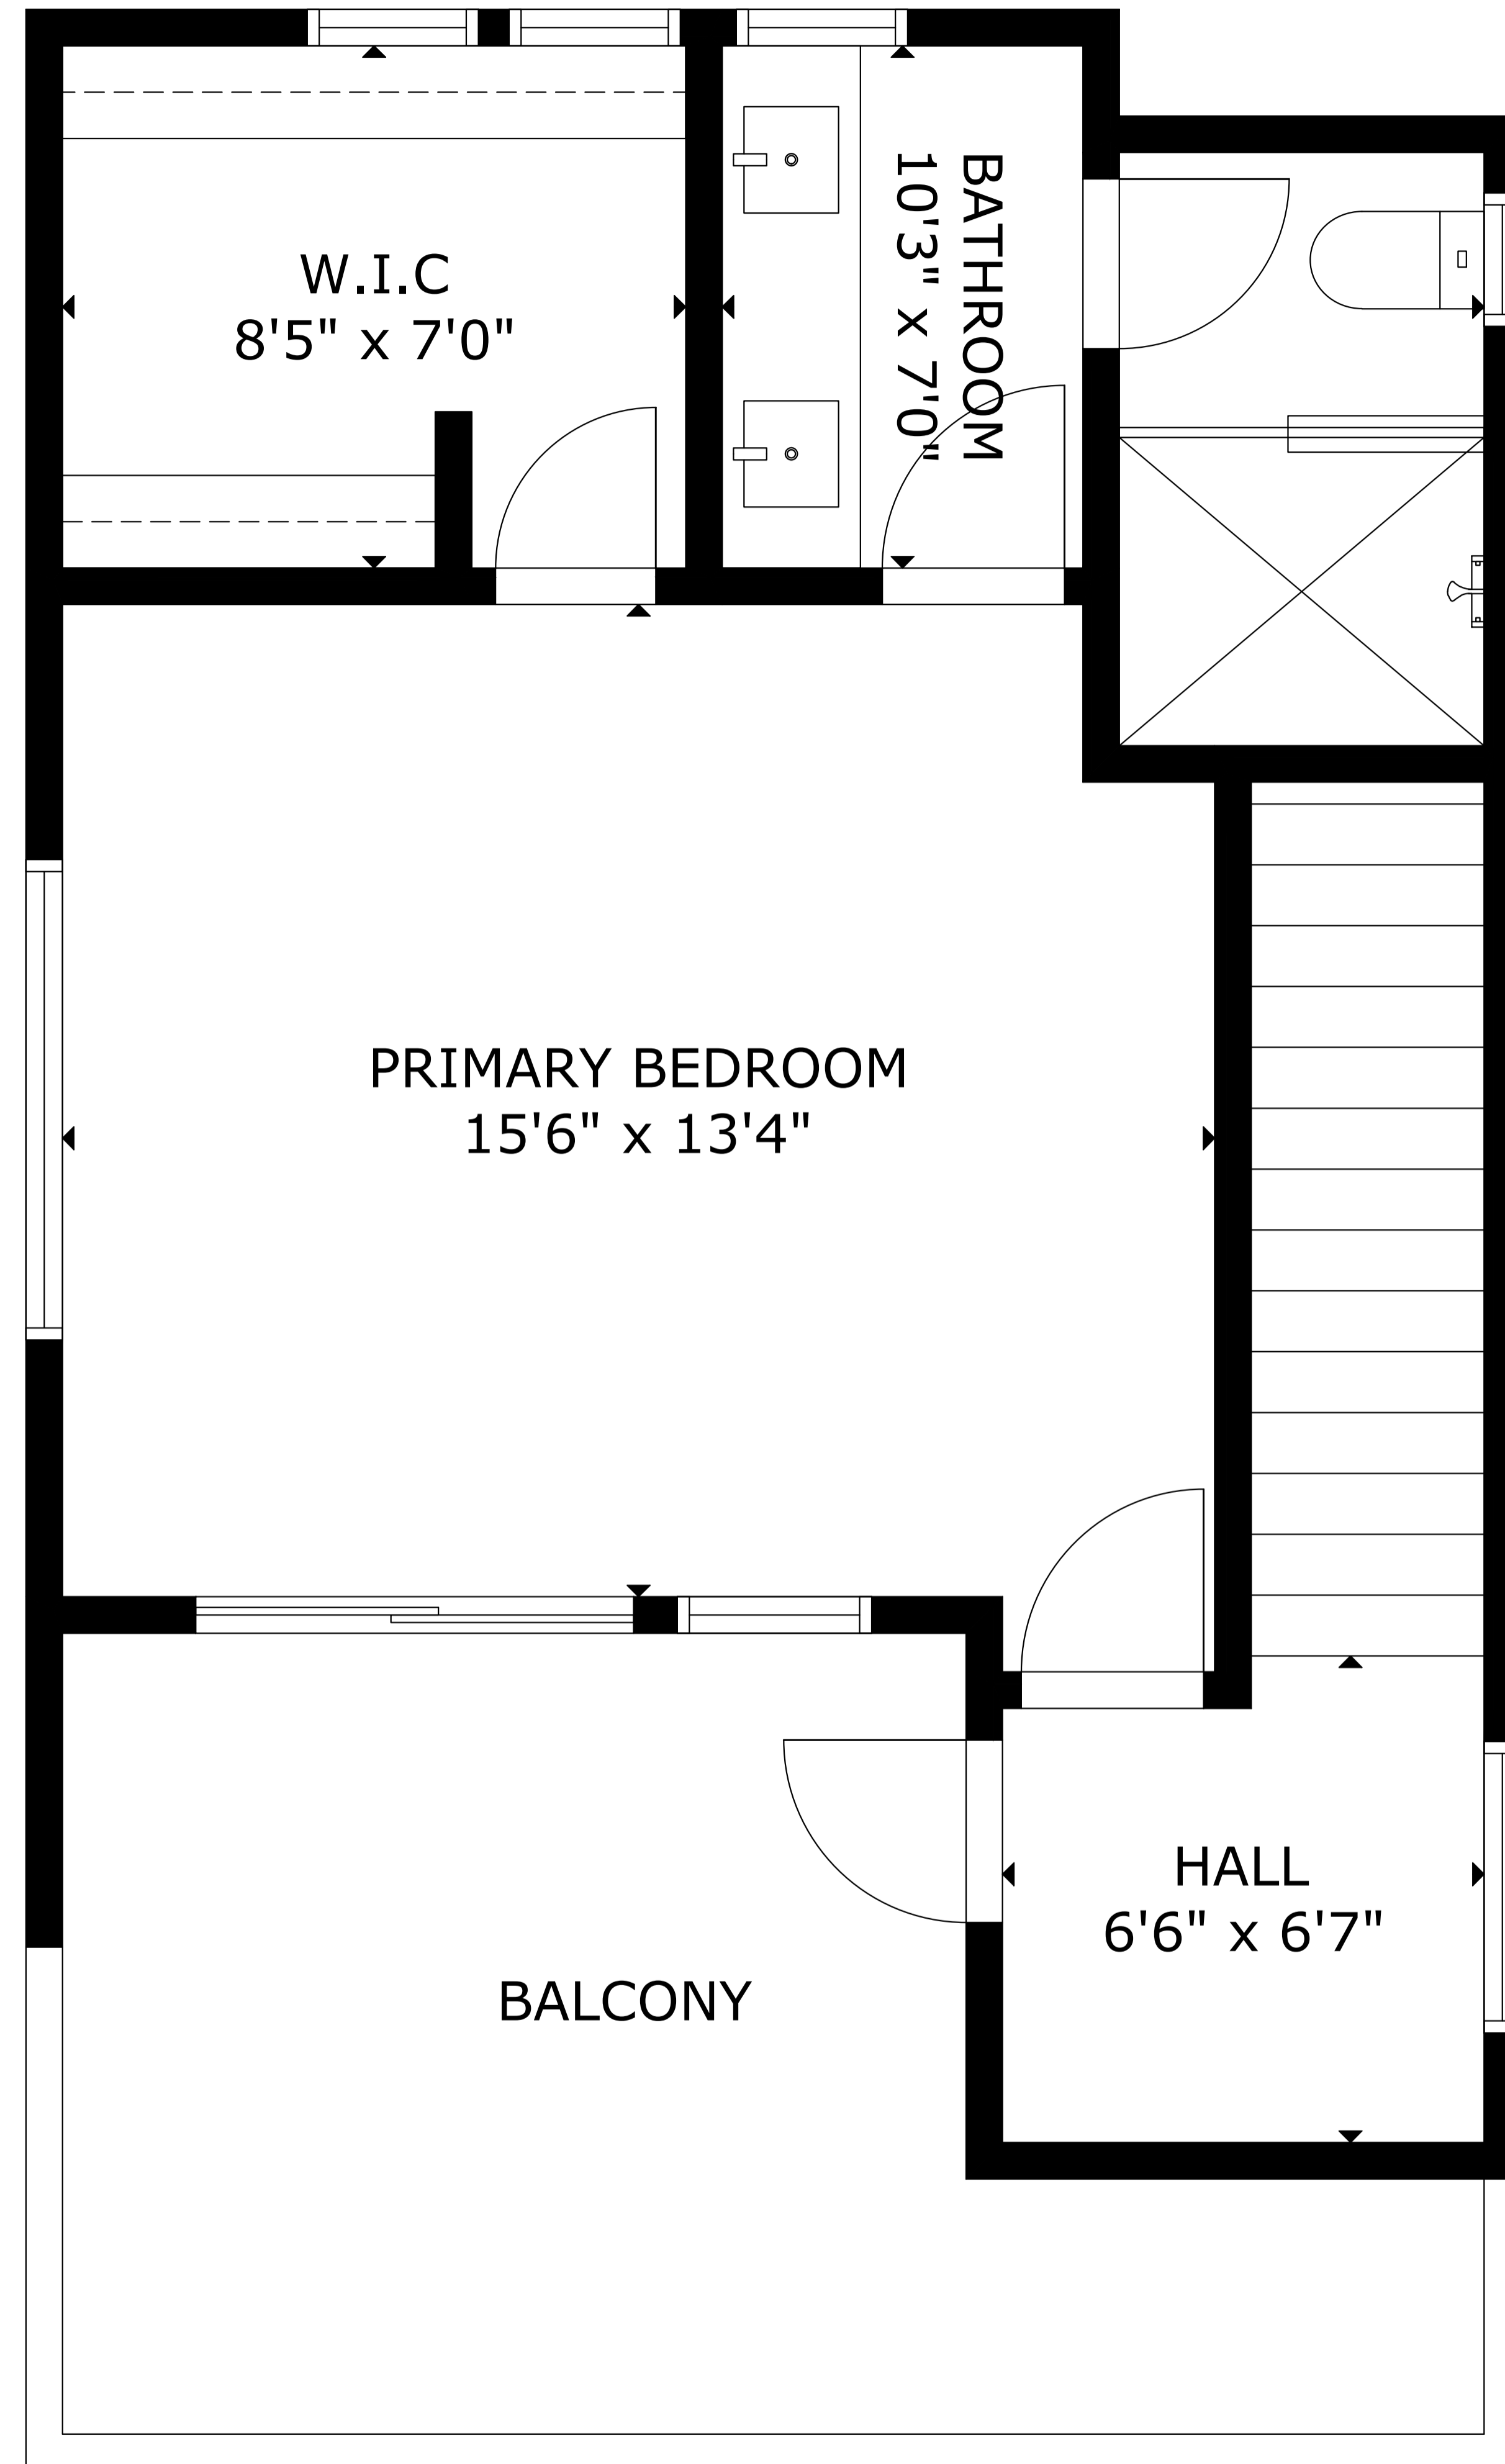 W.I.C
8'5" x 7'0"
BATHROOM
10'3" x 7'0"
PRIMARY BEDROOM
15'6" x 13'4"
HALL
6'6" x 6'7"
BALCONY